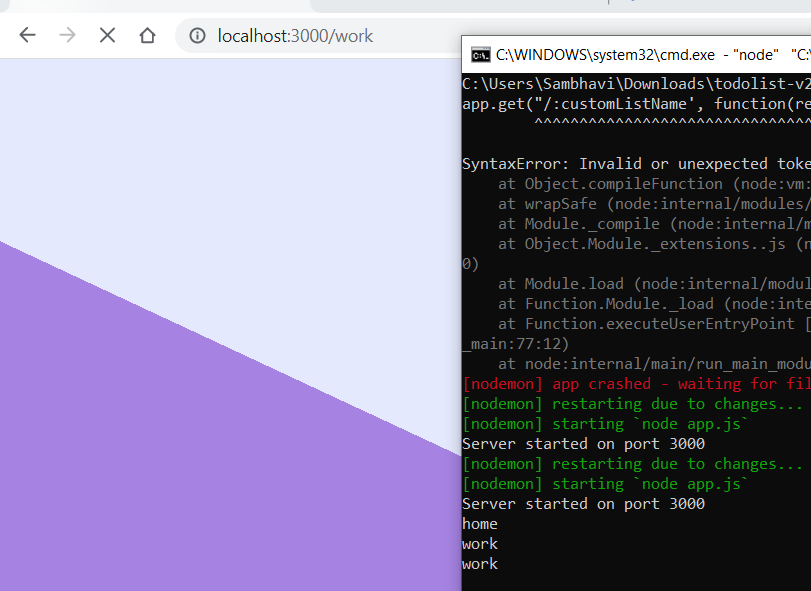 localhost:3000/work
C:\WINDOWS\system32\cmd.exe - "node" "C:\
C:\Users\Sambhavi\Downloads\todolist-v2
app.get("/:customListName', function(re
^^^^^^^^^^^^^^^^^^^^^^^^^^^^^^^
SyntaxError: Invalid or unexpected toke
at Object.compileFunction (node:vm:
at wrapSafe (node:internal/modules/
at Module._compile (node:internal/m
at Object.Module._extensions..js (n
0)
at Module.load (node:internal/modul
at Function.Module._load (node:inte
at Function.executeUserEntryPoint [
_main:77:12)
at node:internal/main/run_main_modu
[nodemon] app crashed - waiting for fil
[nodemon] restarting due to changes...
[nodemon] starting `node app.js`
Server started on port 3000
[nodemon] restarting due to changes...
[nodemon] starting `node app.js`
Server started on port 3000
home
work
work